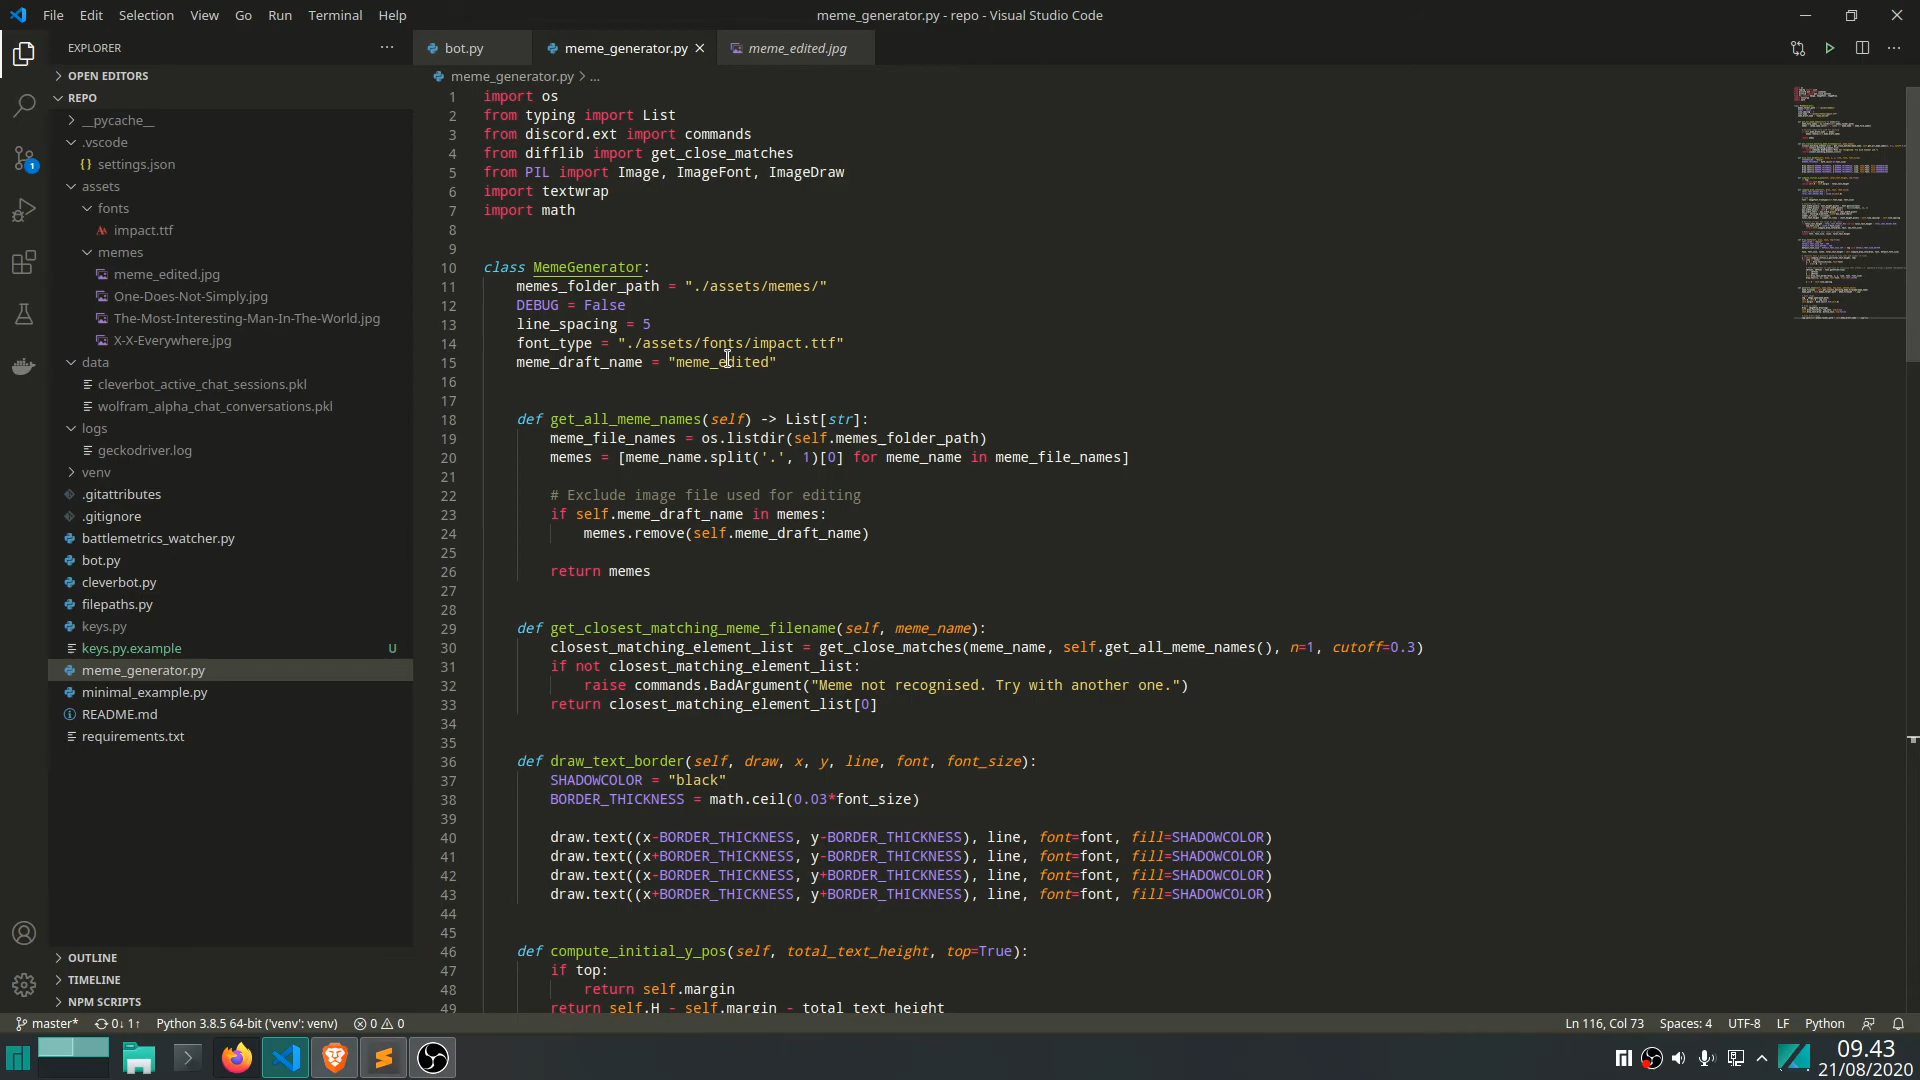 File Edit Selection View Go Run Terminal Help
meme_generator.py - repo - Visual Studio Code
EXPLORER
OPEN EDITORS
REPO
__pycache__
.vscode
settings.json
assets
fonts
impact.ttf
memes
meme_edited.jpg
One-Does-Not-Simply.jpg
The-Most-Interesting-Man-In-The-World.jpg
X-X-Everywhere.jpg
data
cleverbot_active_chat_sessions.pkl
wolfram_alpha_chat_conversations.pkl
logs
geckodriver.log
venv
.gitattributes
.gitignore
battlemetrics_watcher.py
bot.py
cleverbot.py
filepaths.py
keys.py
keys.py.example U
meme_generator.py
minimal_example.py
README.md
requirements.txt
OUTLINE
TIMELINE
NPM SCRIPTS
1
bot.py meme_generator.py meme_edited.jpg
meme_generator.py > ...
1 import os
2 from typing import List
3 from discord.ext import commands
4 from difflib import get_close_matches
5 from PIL import Image, ImageFont, ImageDraw
6 import textwrap
7 import math
8
9
10 class MemeGenerator:
11 memes_folder_path = "./assets/memes/"
12 DEBUG = False
13 line_spacing = 5
14 font_type = "./assets/fonts/impact.ttf"
15 meme_draft_name = "meme_edited"
16
17
18 def get_all_meme_names(self) -> List[str]:
19 meme_file_names = os.listdir(self.memes_folder_path)
20 memes = [meme_name.split('.', 1)[0] for meme_name in meme_file_names]
21
22 # Exclude image file used for editing
23 if self.meme_draft_name in memes:
24 memes.remove(self.meme_draft_name)
25
26 return memes
27
28
29 def get_closest_matching_meme_filename(self, meme_name):
30 closest_matching_element_list = get_close_matches(meme_name, self.get_all_meme_names(), n=1, cutoff=0.3)
31 if not closest_matching_element_list:
32 raise commands.BadArgument("Meme not recognised. Try with another one.")
33 return closest_matching_element_list[0]
34
35
36 def draw_text_border(self, draw, x, y, line, font, font_size):
37 SHADOWCOLOR = "black"
38 BORDER_THICKNESS = math.ceil(0.03*font_size)
39
40 draw.text((x-BORDER_THICKNESS, y-BORDER_THICKNESS), line, font=font, fill=SHADOWCOLOR)
41 draw.text((x+BORDER_THICKNESS, y-BORDER_THICKNESS), line, font=font, fill=SHADOWCOLOR)
42 draw.text((x-BORDER_THICKNESS, y+BORDER_THICKNESS), line, font=font, fill=SHADOWCOLOR)
43 draw.text((x+BORDER_THICKNESS, y+BORDER_THICKNESS), line, font=font, fill=SHADOWCOLOR)
44
45
46 def compute_initial_y_pos(self, total_text_height, top=True):
47 if top:
48 return self.margin
49 return self.H - self.margin - total_text_height
master* 0↓ 1↑ Python 3.8.5 64-bit ('venv': venv) 0 0
Ln 116, Col 73 Spaces: 4 UTF-8 LF Python
09.43
21/08/2020